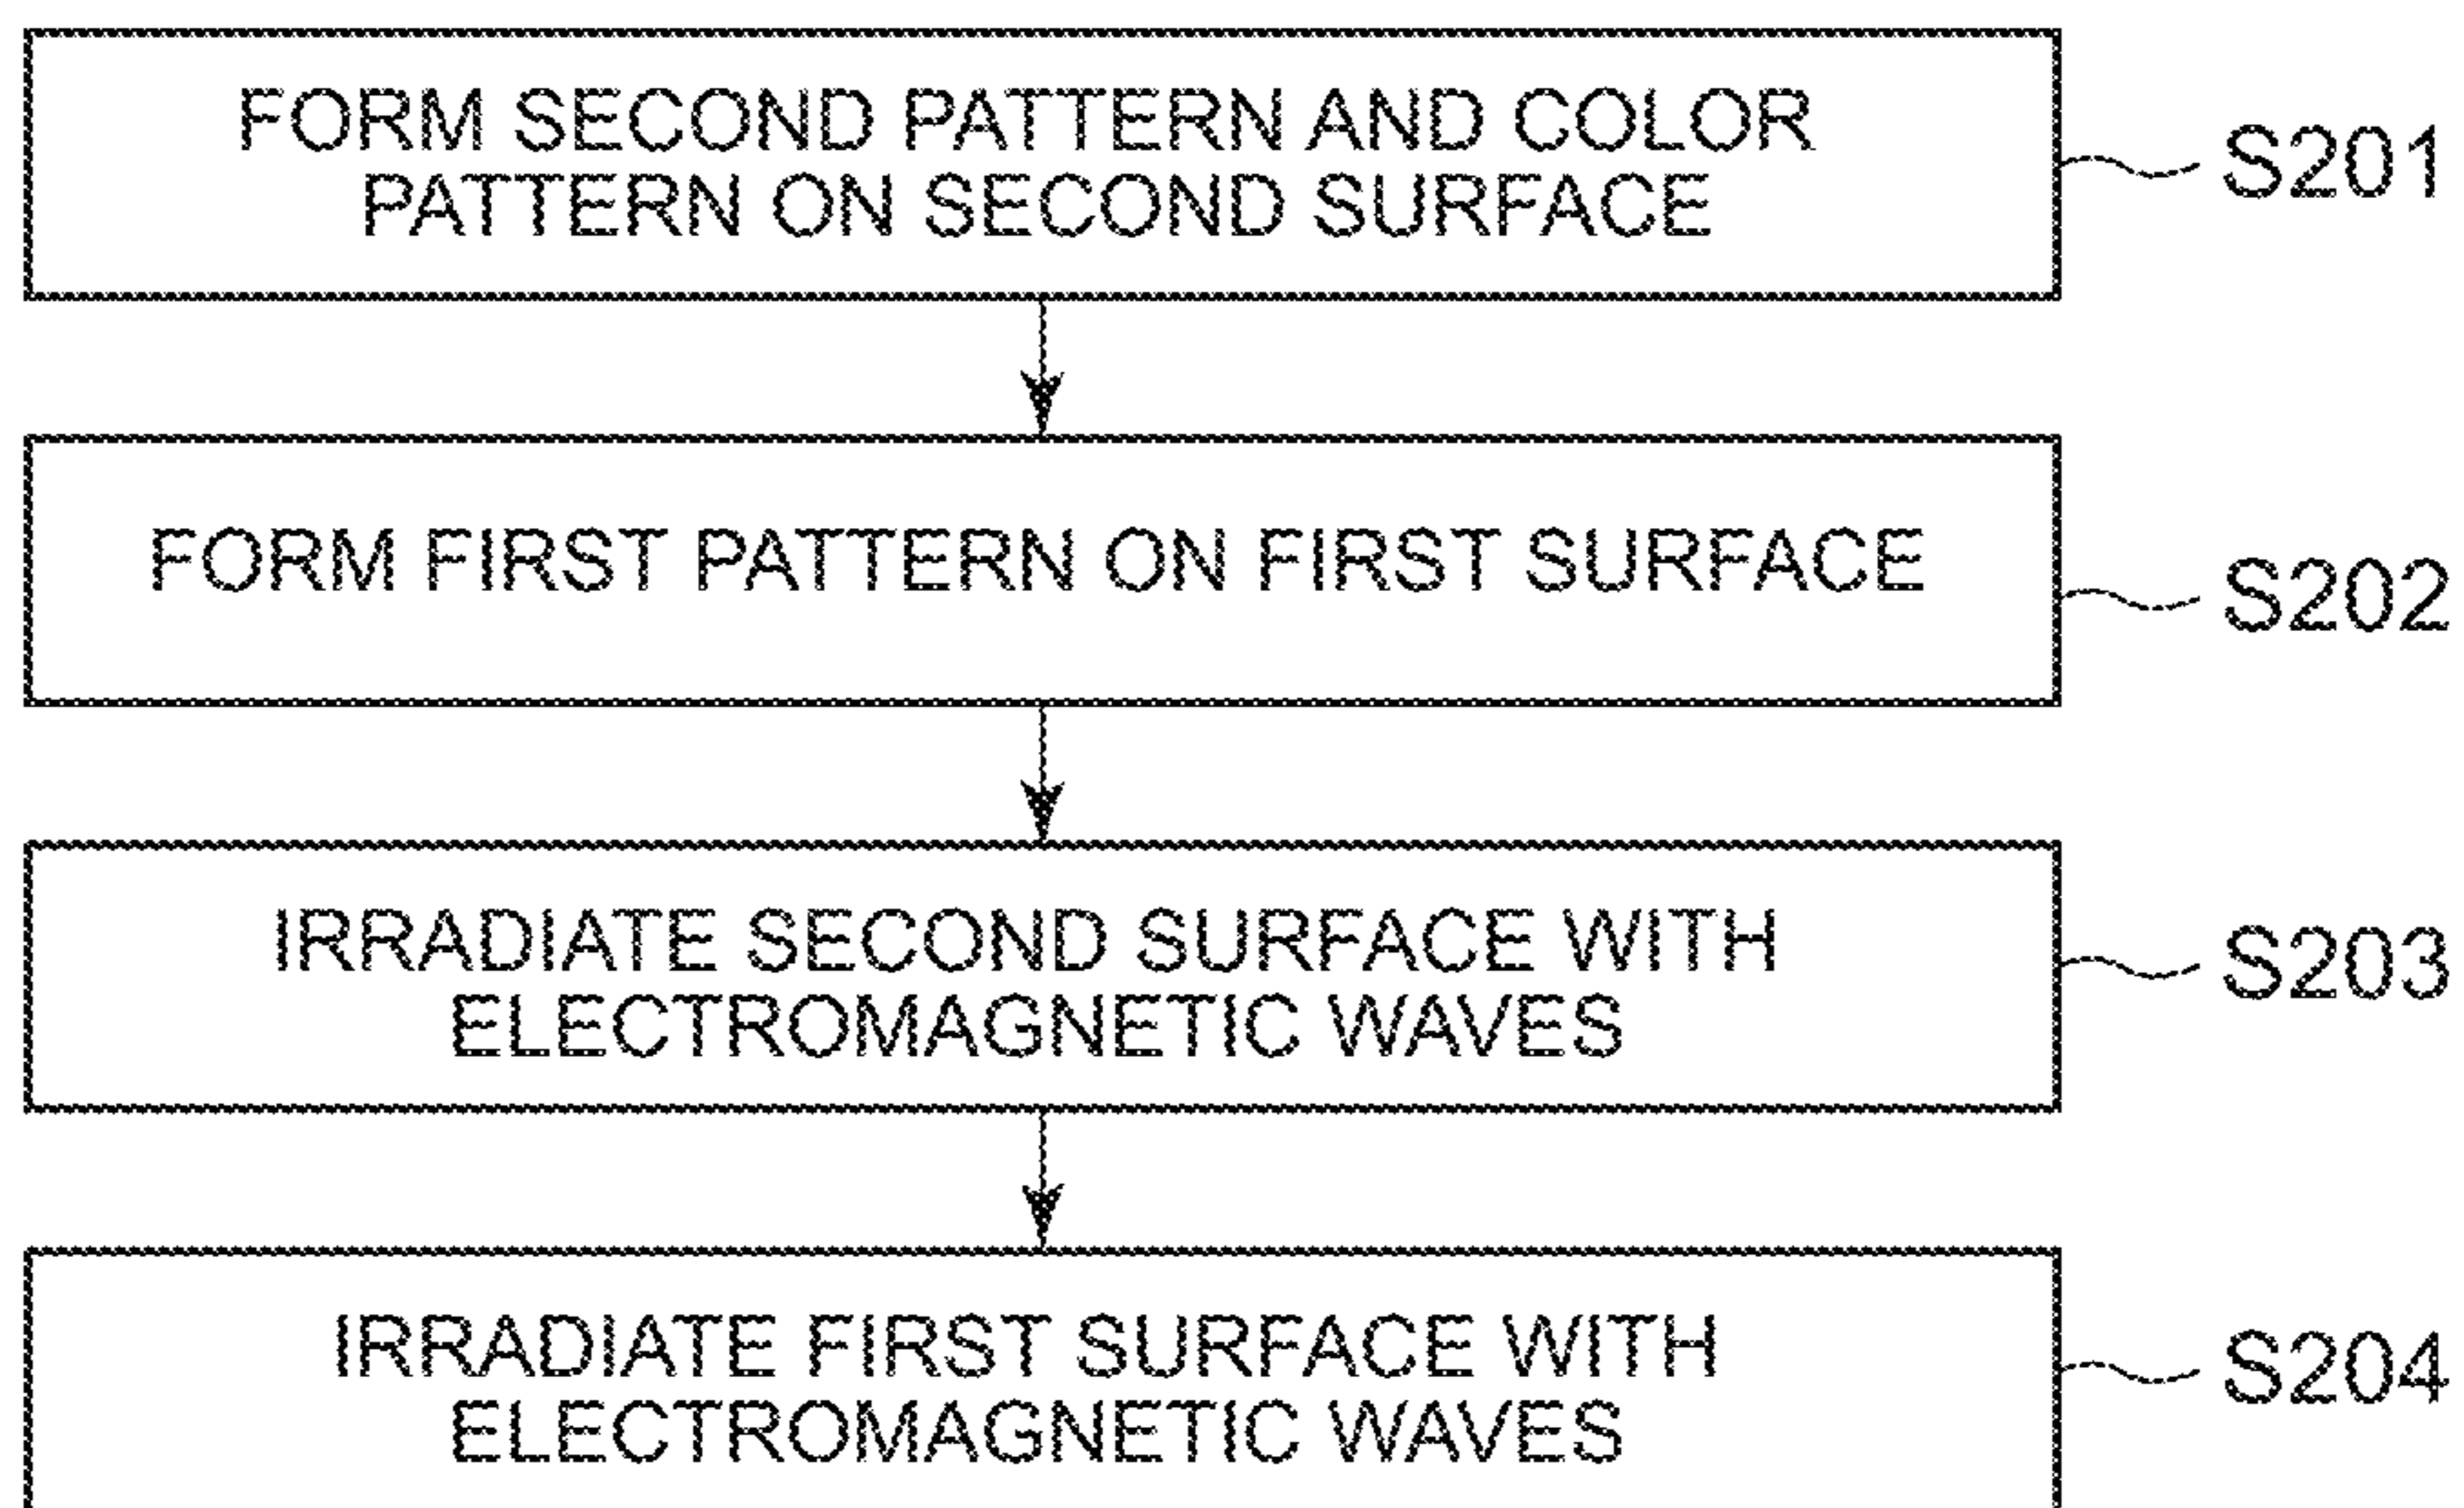 FORM SECOND PATTERN AND COLOR
PATTERN ON SECOND SURFACE
S201
FORM FIRST PATTERN ON FIRST SURFACE
S202
IRRADIATE SECOND SURFACE WITH
ELECTROMAGNETIC WAVES
S203
IRRADIATE FIRST SURFACE WITH
ELECTROMAGNETIC WAVES
S204